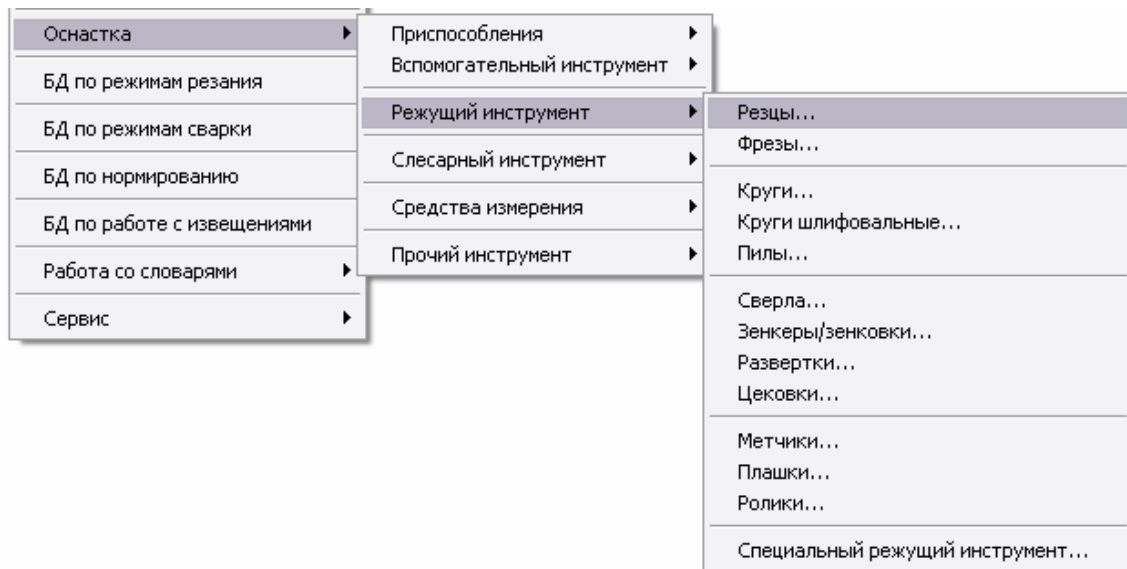 Оснастка
БД по режимам резания
БД по режимам сварки
БД по нормированию
БД по работе с извещениями
Работа со словарями
Сервис
Приспособления
Вспомогательный инструмент
Режущий инструмент
Слесарный инструмент
Средства измерения
Прочий инструмент
Резцы...
Фрезы...
Круги...
Круги шлифовальные...
Пилы...
Сверла...
Зенкеры/зенковки...
Развертки...
Цековки...
Метчики...
Плашки...
Ролики...
Специальный режущий инструмент...